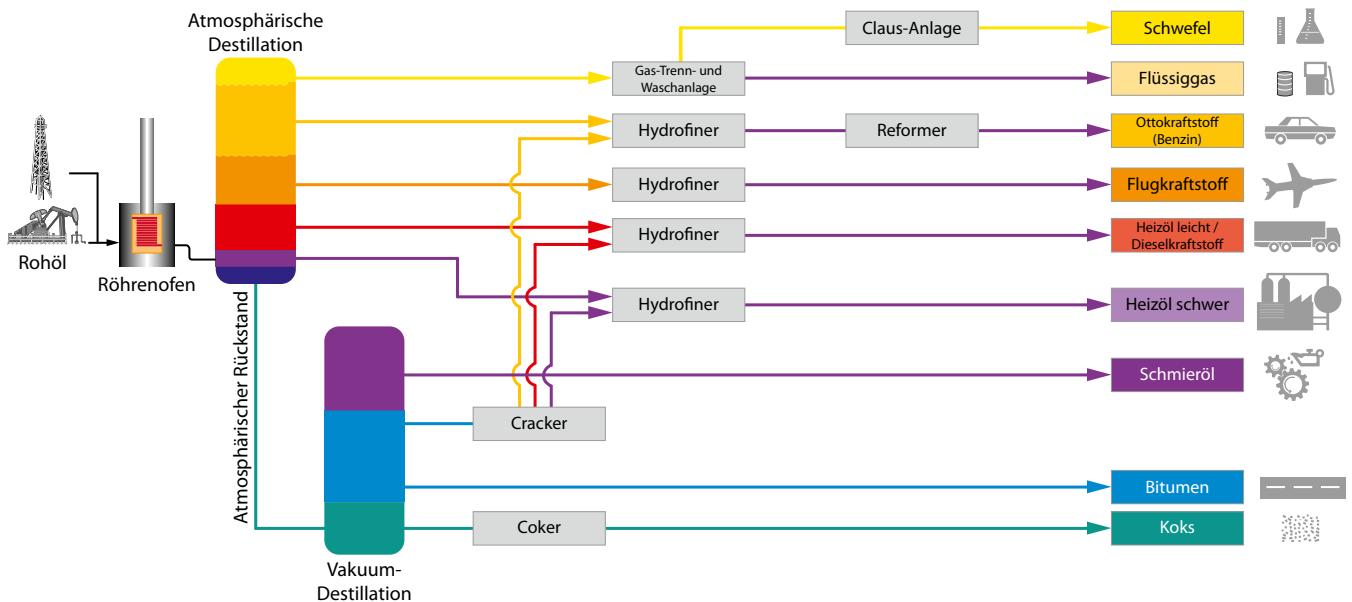 Atmosphärische
Destillation
Rohöl
Röhrenofen
Atmosphärischer Rückstand
Vakuum-
Destillation
Claus-Anlage
Schwefel
Gas-Trenn- und
Waschanlage
Flüssiggas
Hydrofiner
Reformer
Ottokraftstoff
(Benzin)
Hydrofiner
Flugkraftstoff
Hydrofiner
Heizöl leicht /
Dieselkraftstoff
Hydrofiner
Heizöl schwer
Schmieröl
Cracker
Bitumen
Coker
Koks